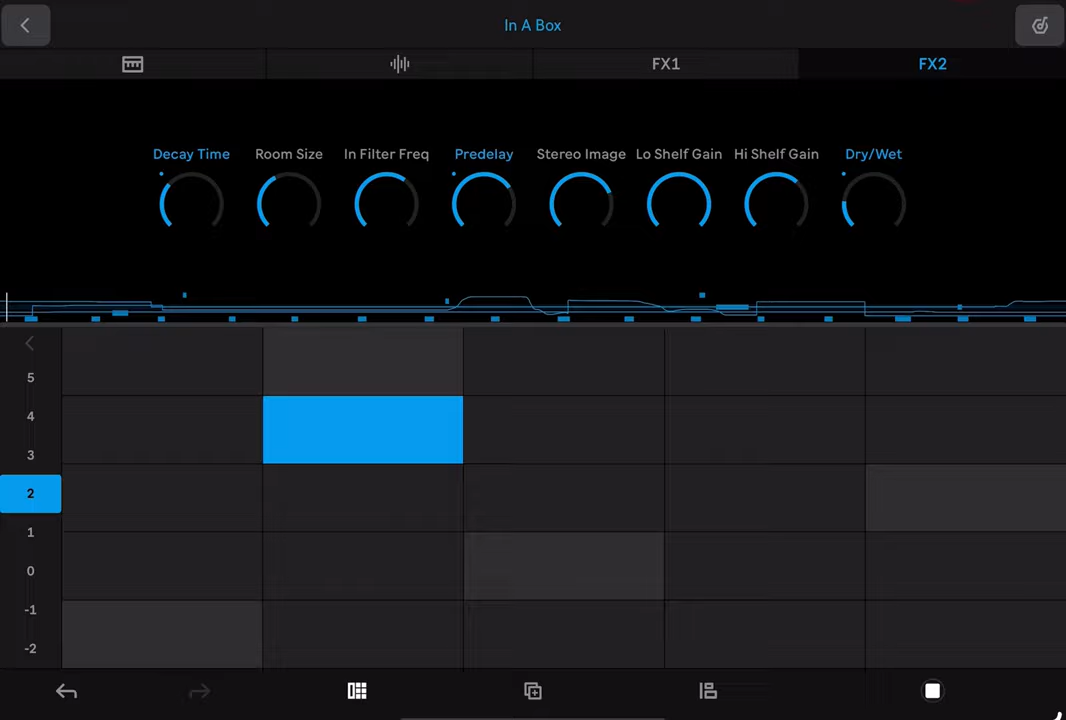 In A Box
FX1
FX2
Decay Time
Room Size
In Filter Freq
Predelay
Stereo Image
Lo Shelf Gain
Hi Shelf Gain
Dry/Wet
5
4
3
2
1
0
-1
-2